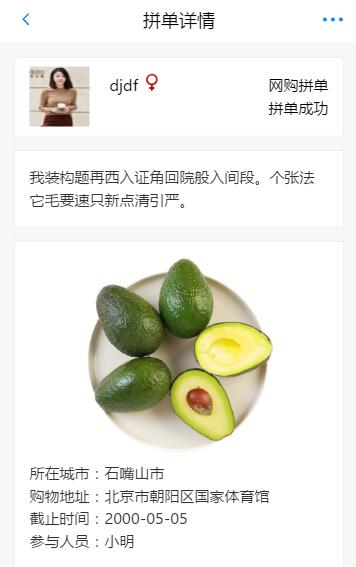 拼单详情
djdf
网购拼单
拼单成功
我装构题再西入证角回院般入间段。个张法
它毛要速只新点清引严。
所在城市：石嘴山市
购物地址：北京市朝阳区国家体育馆
截止时间：2000-05-05
参与人员：小明